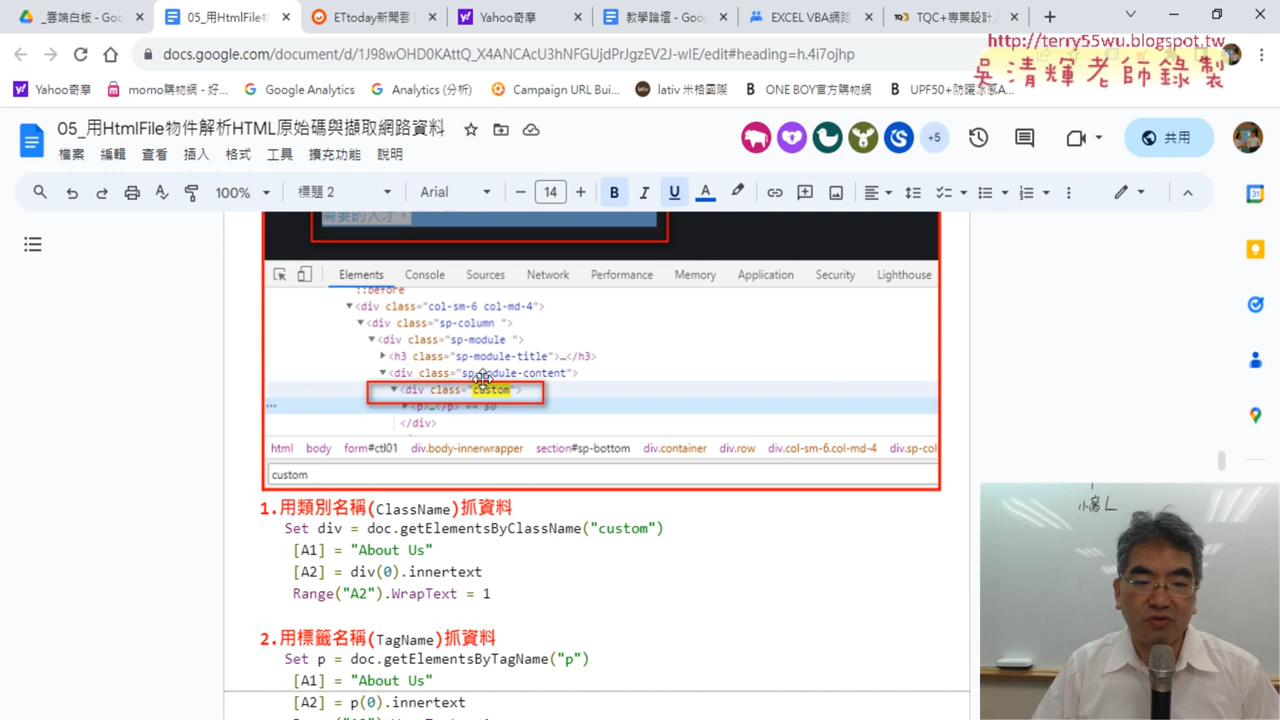 _雲端白板 - Goo
05_用HtmlFile物
ETtoday新聞雲
Yahoo奇摩
教學論壇 - Goo
EXCEL VBA網路
TQC+專業設計
http://terry55wu.blogspot.tw
吳清輝老師錄製
docs.google.com/document/d/1J98wOHD0KAttQ_X4ANCAcU3hNFGUjdPrJgzEV2J-wIE/edit#heading=h.4i7ojhp
Yahoo奇摩
momo購物網 - 好...
Google Analytics
Analytics (分析)
Campaign URL Bui...
lativ 米格國際
ONE BOY官方購物網
UPF50+防曬冰感A...
05_用HtmlFile物件解析HTML原始碼與擷取網路資料
+5
共用
檔案 編輯 查看 插入 格式 工具 擴充功能 說明
100%
標題 2
Arial
14
B I U A
需要的人才。
Elements Console Sources Network Performance Memory Application Security Lighthouse
::before
<div class="col-sm-6 col-md-4">
<div class="sp-column ">
<div class="sp-module ">
<h3 class="sp-module-title">…</h3>
<div class="sp-module-content">
<div class="custom">
<p>…</p> == $0
</div>
html body form#ctl01 div.body-innerwrapper section#sp-bottom div.container div.row div.col-sm-6.col-md-4 div.sp-col
custom
1.用類別名稱(ClassName)抓資料
Set div = doc.getElementsByClassName("custom")
[A1] = "About Us"
[A2] = div(0).innertext
Range("A2").WrapText = 1
2.用標籤名稱(TagName)抓資料
Set p = doc.getElementsByTagName("p")
[A1] = "About Us"
[A2] = p(0).innertext